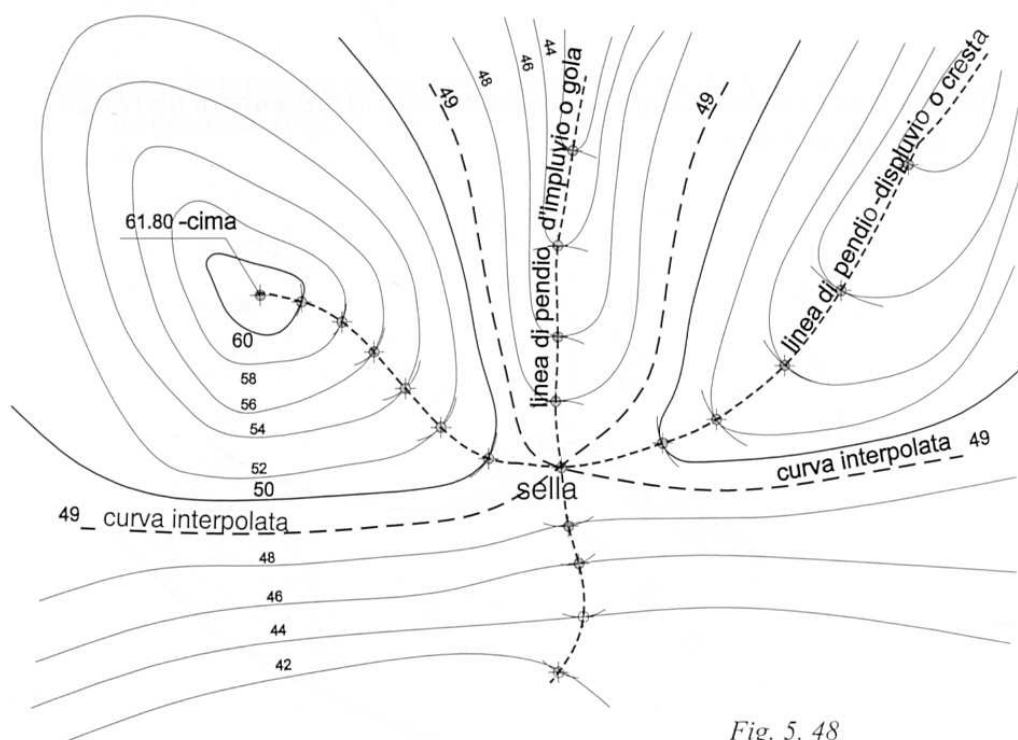 44
46
48
49
49
linea di pendio d'impluvio o gola
linea di pendio-displuvio o cresta
61.80 -cima
60
58
56
54
52
50
sella
curva interpolata 49
49 curva interpolata
48
46
44
42
Fig. 5. 48